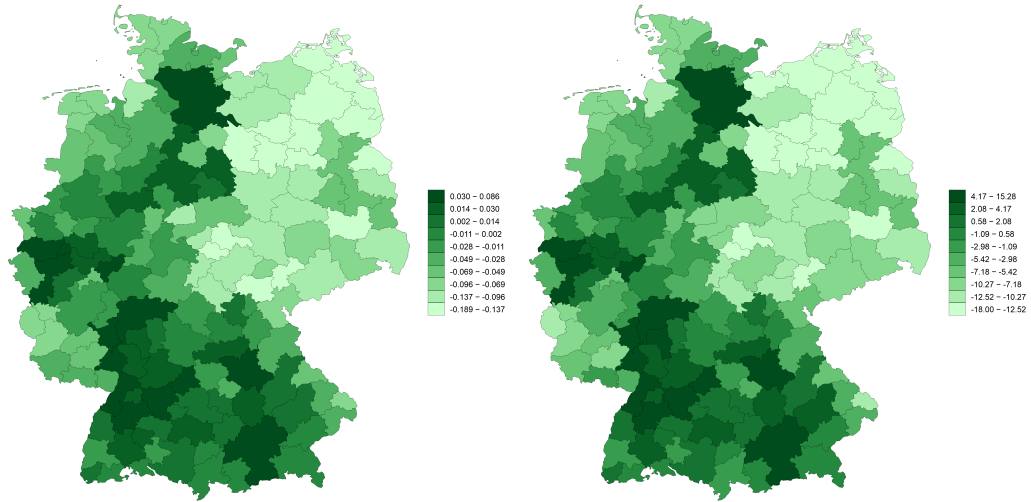 0.030 − 0.086
0.014 − 0.030
0.002 − 0.014
-0.011 − 0.002
-0.028 − -0.011
-0.049 − -0.028
-0.069 − -0.049
-0.096 − -0.069
-0.137 − -0.096
-0.189 − -0.137
4.17 − 15.28
2.08 − 4.17
0.58 − 2.08
-1.09 − 0.58
-2.98 − -1.09
-5.42 − -2.98
-7.18 − -5.42
-10.27 − -7.18
-12.52 − -10.27
-18.00 − -12.52